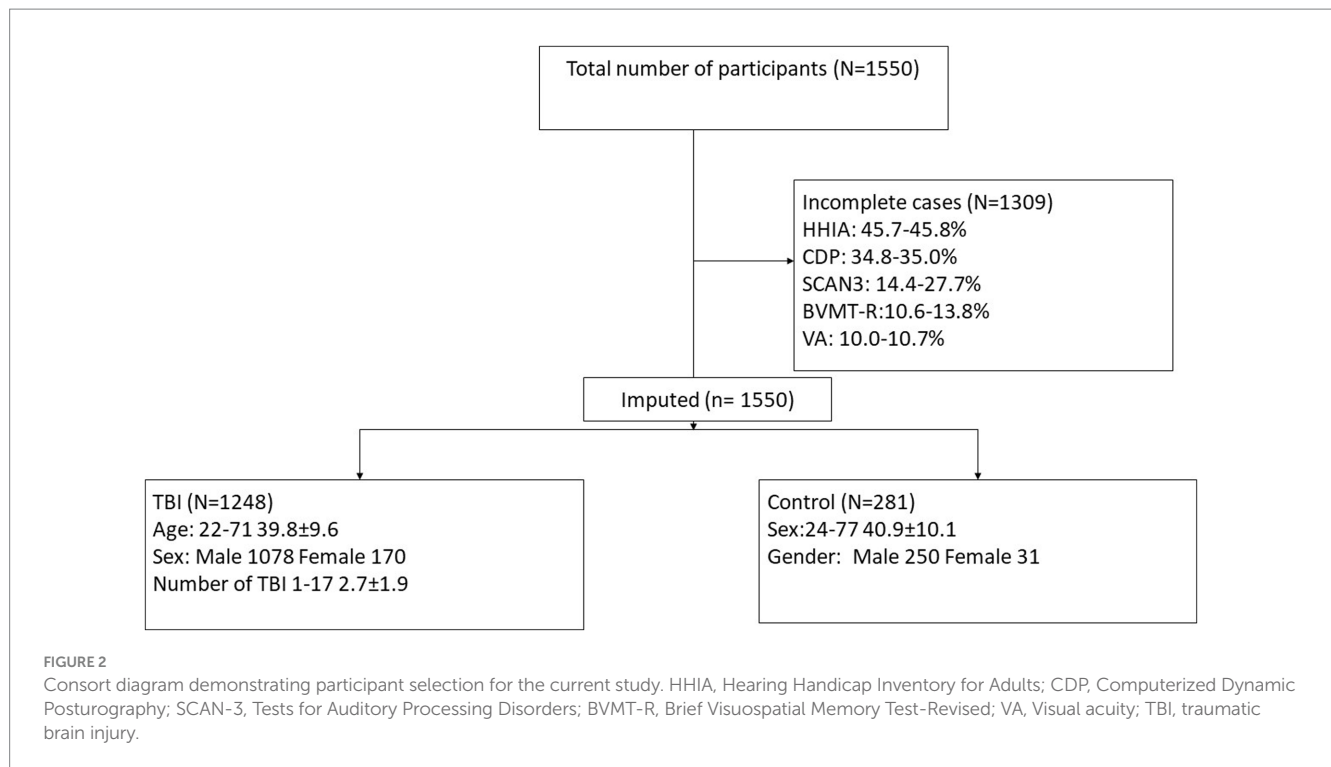 Total number of participants (N=1550)
Incomplete cases (N=1309)
HHIA: 45.7-45.8%
CDP: 34.8-35.0%
SCAN3: 14.4-27.7%
BVMT-R:10.6-13.8%
VA: 10.0-10.7%
Imputed (n= 1550)
TBI (N=1248)
Age: 22-71 39.8±9.6
Sex: Male 1078 Female 170
Number of TBI 1-17 2.7±1.9
Control (N=281)
Sex:24-77 40.9±10.1
Gender:  Male 250 Female 31
FIGURE 2
Consort diagram demonstrating participant selection for the current study. HHIA, Hearing Handicap Inventory for Adults; CDP, Computerized Dynamic
Posturography; SCAN-3, Tests for Auditory Processing Disorders; BVMT-R, Brief Visuospatial Memory Test-Revised; VA, Visual acuity; TBI, traumatic
brain injury.